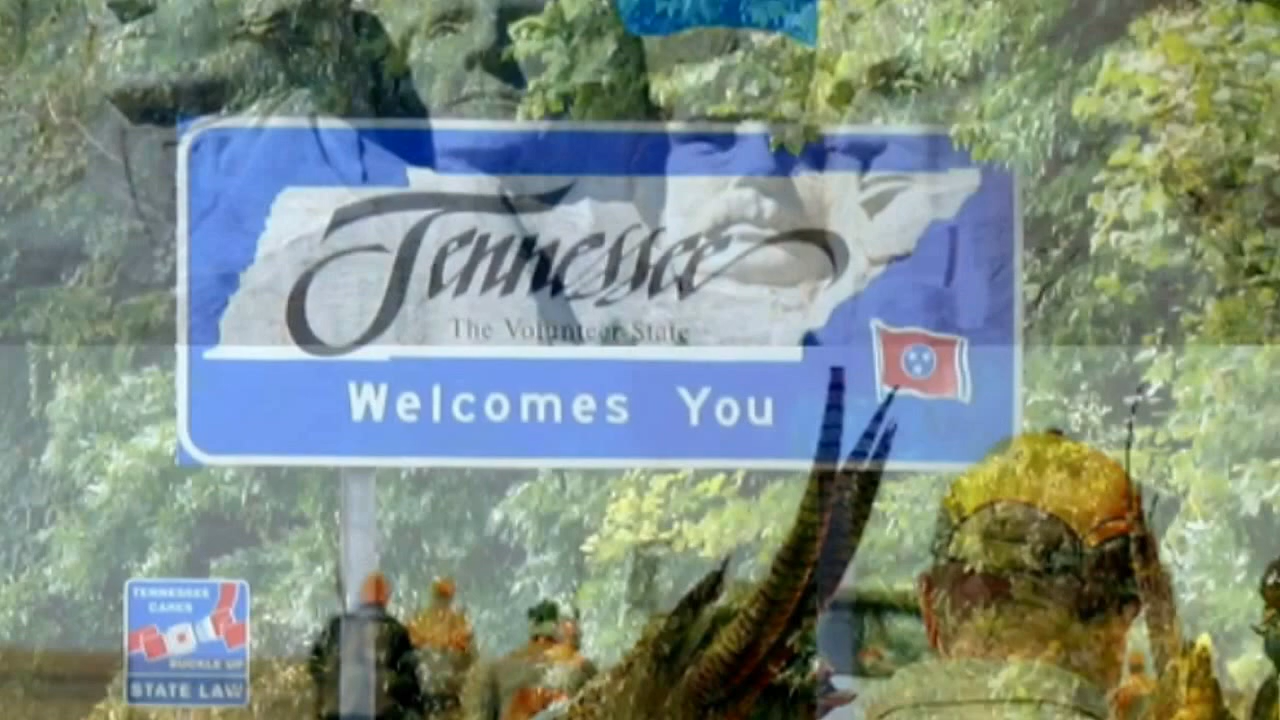 Tennessee
The Volunteer State
Welcomes You
TENNESSEE
CARES
BUCKLE UP
STATE LAW